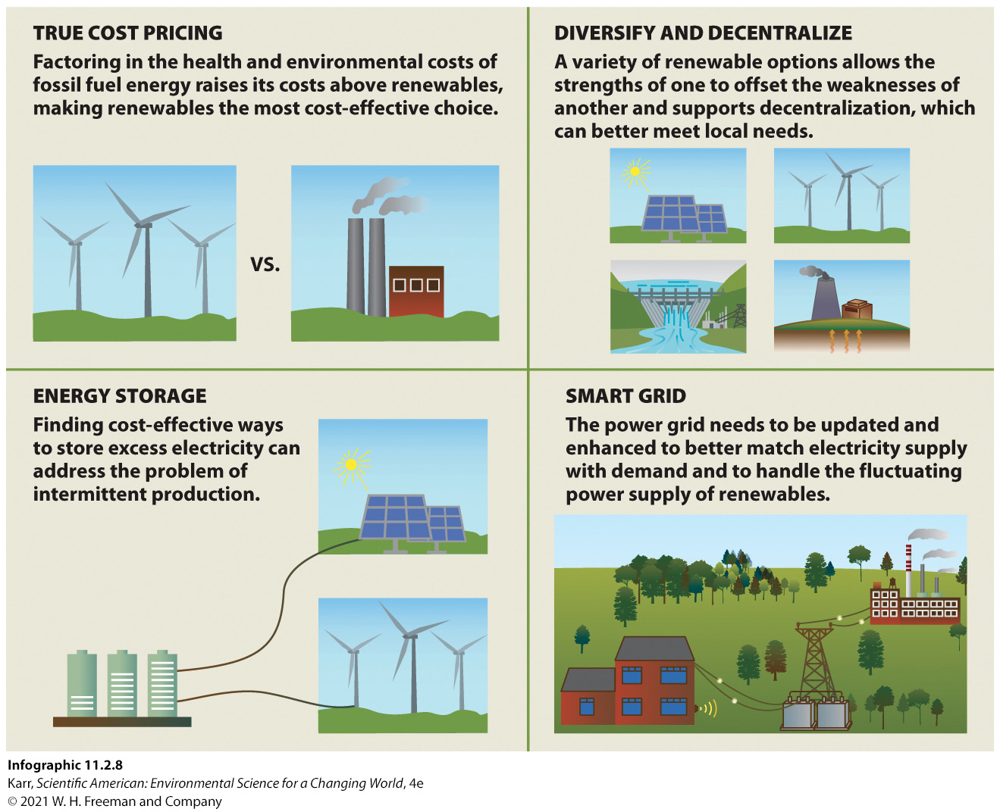 TRUE COST PRICING
Factoring in the health and environmental costs of
fossil fuel energy raises its costs above renewables,
making renewables the most cost-effective choice.
VS.
DIVERSIFY AND DECENTRALIZE
A variety of renewable options allows the
strengths of one to offset the weaknesses of
another and supports decentralization, which
can better meet local needs.
ENERGY STORAGE
Finding cost-effective ways
to store excess electricity can
address the problem of
intermittent production.
SMART GRID
The power grid needs to be updated and
enhanced to better match electricity supply
with demand and to handle the fluctuating
power supply of renewables.
Infographic 11.2.8
Karr, Scientific American: Environmental Science for a Changing World, 4e
© 2021 W. H. Freeman and Company